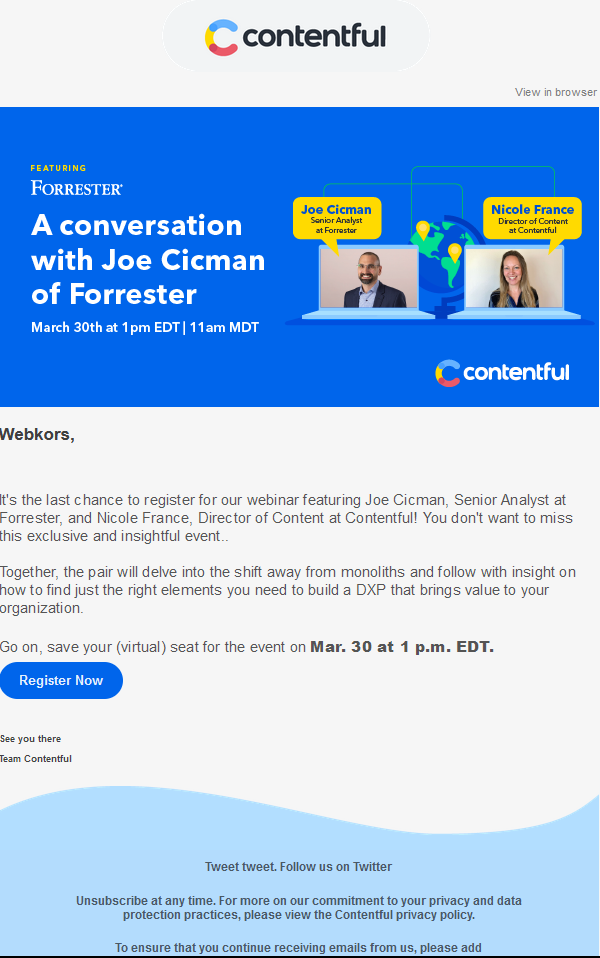 contentful
View in browser
FEATURING
FORRESTER®
A conversation
with Joe Cicman
of Forrester
March 30th at 1pm EDT | 11am MDT
Joe Cicman
Senior Analyst
at Forrester
Nicole France
Director of Content
at Contentful
contentful
Webkors,
It's the last chance to register for our webinar featuring Joe Cicman, Senior Analyst at
Forrester, and Nicole France, Director of Content at Contentful! You don't want to miss
this exclusive and insightful event..
Together, the pair will delve into the shift away from monoliths and follow with insight on
how to find just the right elements you need to build a DXP that brings value to your
organization.
Go on, save your (virtual) seat for the event on Mar. 30 at 1 p.m. EDT.
Register Now
See you there
Team Contentful
Tweet tweet. Follow us on Twitter
Unsubscribe at any time. For more on our commitment to your privacy and data
protection practices, please view the Contentful privacy policy.
To ensure that you continue receiving emails from us, please add